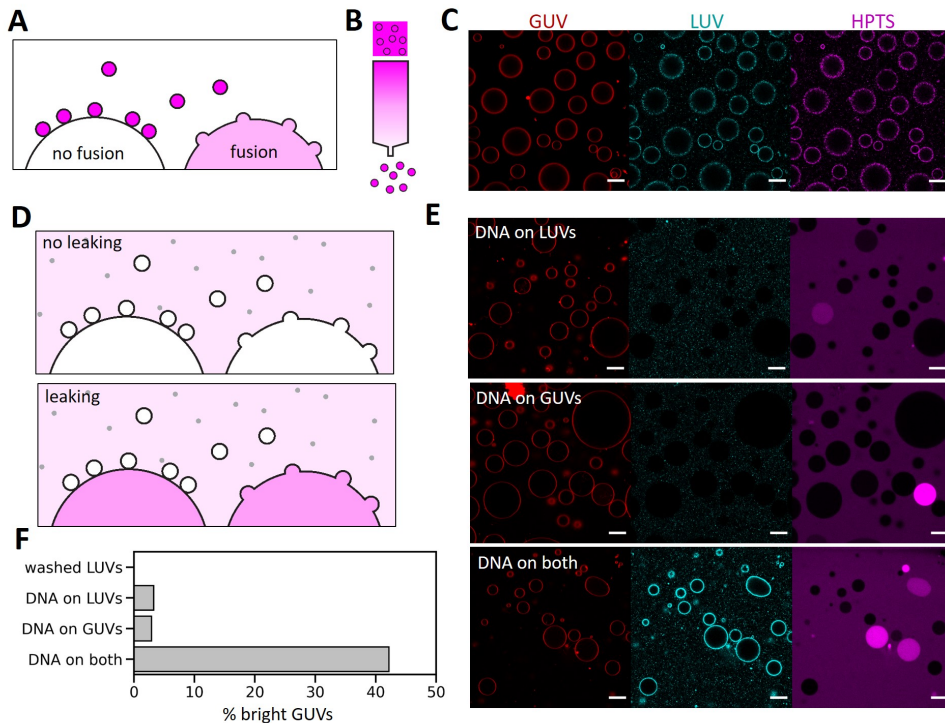 A
B
C
GUV
LUV
HPTS
no fusion
fusion
D
E
no leaking
DNA on LUVs
leaking
DNA on GUVs
F
washed LUVs
DNA on LUVs
DNA on GUVs
DNA on both
DNA on both
0
10
20
30
40
50
% bright GUVs